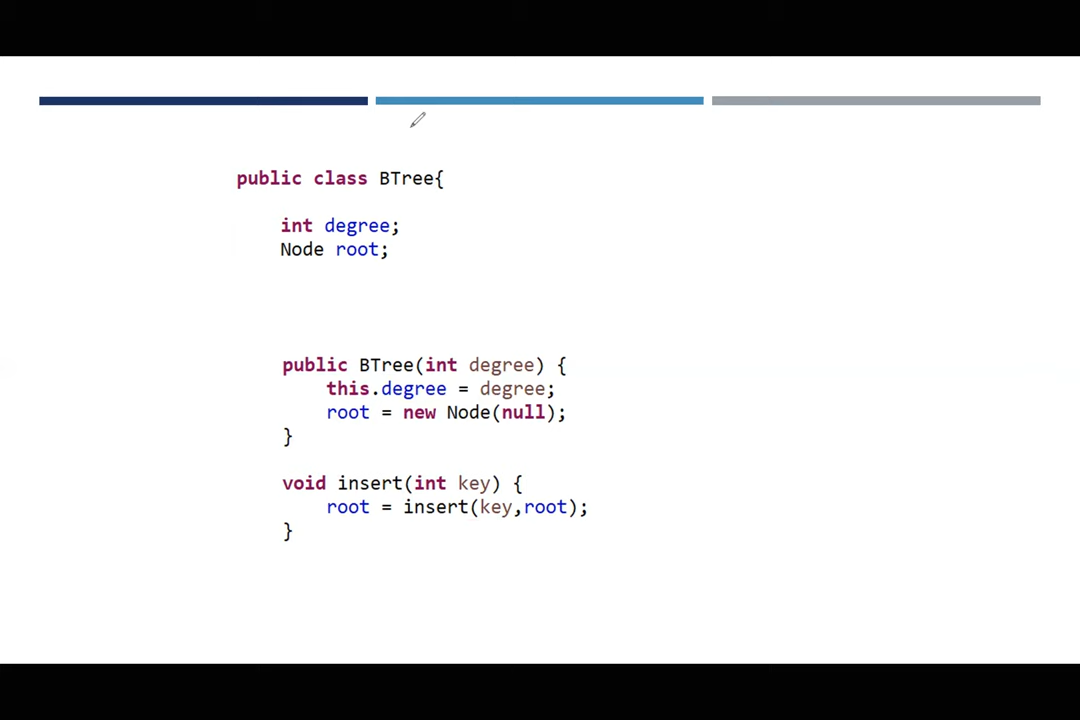 public class BTree{
int degree;
Node root;
public BTree(int degree) {
this.degree = degree;
root = new Node(null);
}
void insert(int key) {
root = insert(key,root);
}